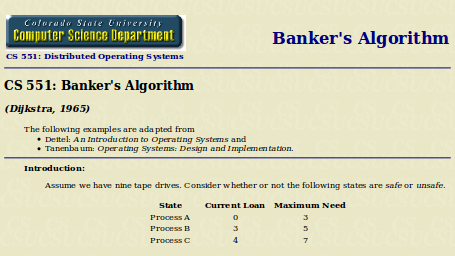 Colorado State University
Computer Science Department
Banker's Algorithm
CS 551: Distributed Operating Systems
CS 551: Banker's Algorithm
(Dijkstra, 1965)
The following examples are adapted from
• Deitel: An Introduction to Operating Systems and
• Tanenbaum: Operating Systems: Design and Implementation.
Introduction:
Assume we have nine tape drives. Consider whether or not the following states are safe or unsafe.
State Current Loan Maximum Need
Process A 0 3
Process B 3 5
Process C 4 7